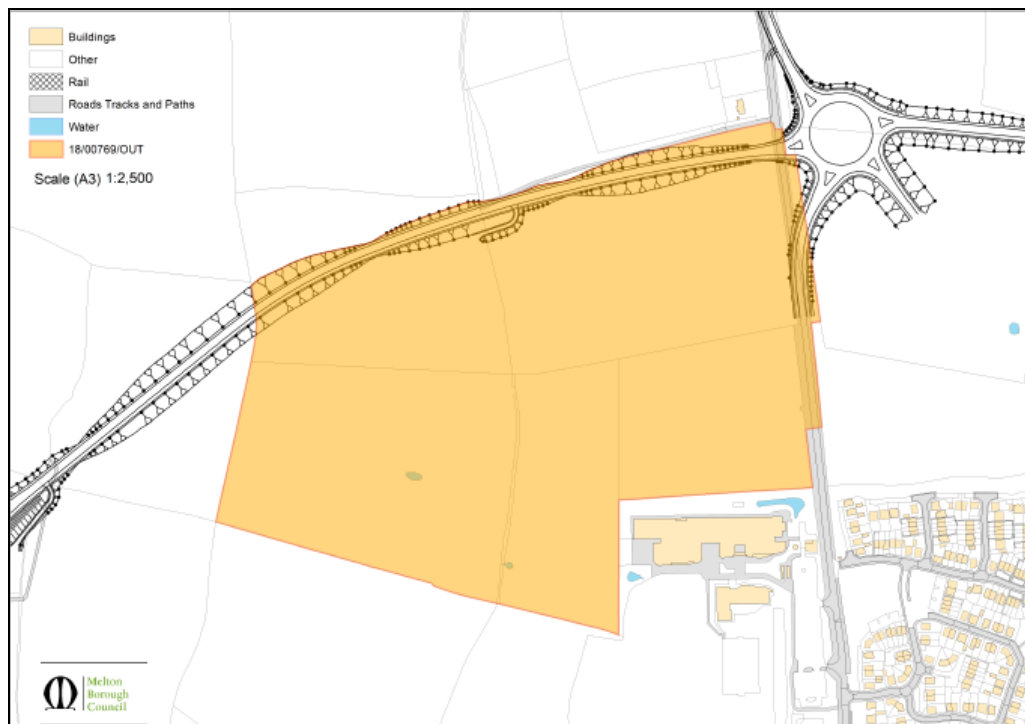 Buildings
Other
Rail
Roads Tracks and Paths
Water
18/00769/OUT
Scale (A3) 1:2,500
Melton
Borough
Council